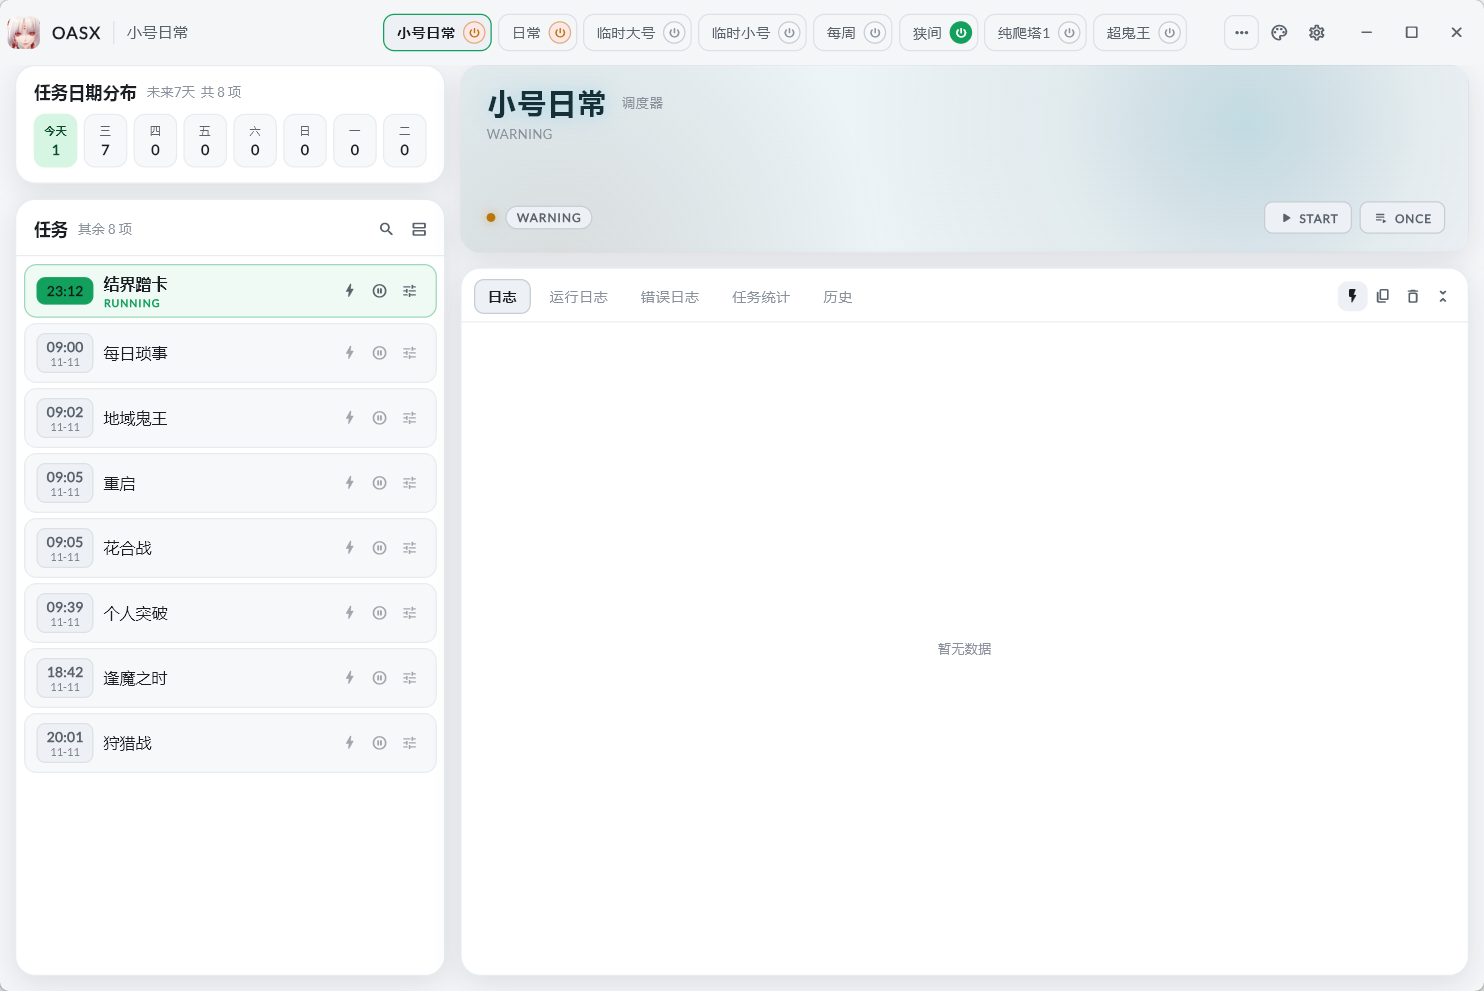 OASX 小号日常
小号日常 日常 临时大号 临时小号 每周 狭间 纯爬塔1 超鬼王
任务日期分布 未来7天 共 8 项
今天 三 四 五 六 日 一 二
1 7 0 0 0 0 0 0
任务 其余 8 项
23:12 结界蹭卡
RUNNING
09:00 每日琐事
11-11
09:02 地域鬼王
11-11
09:05 重启
11-11
09:05 花合战
11-11
09:39 个人突破
11-11
18:42 逢魔之时
11-11
20:01 狩猎战
11-11
小号日常 调度器
WARNING
WARNING
START ONCE
日志 运行日志 错误日志 任务统计 历史
暂无数据